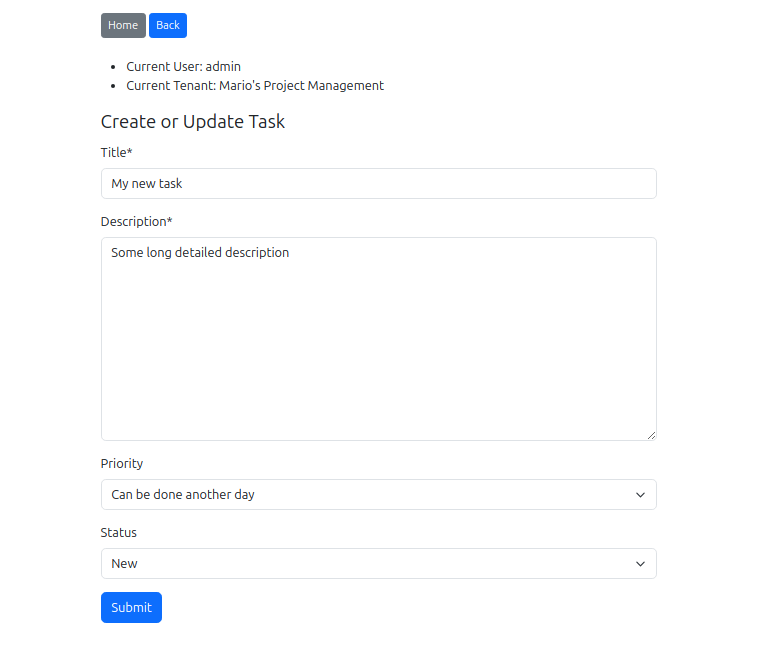 Home Back
Current User: admin
Current Tenant: Mario's Project Management
Create or Update Task
Title*
My new task
Description*
Some long detailed description
Priority
Can be done another day
Status
New
Submit